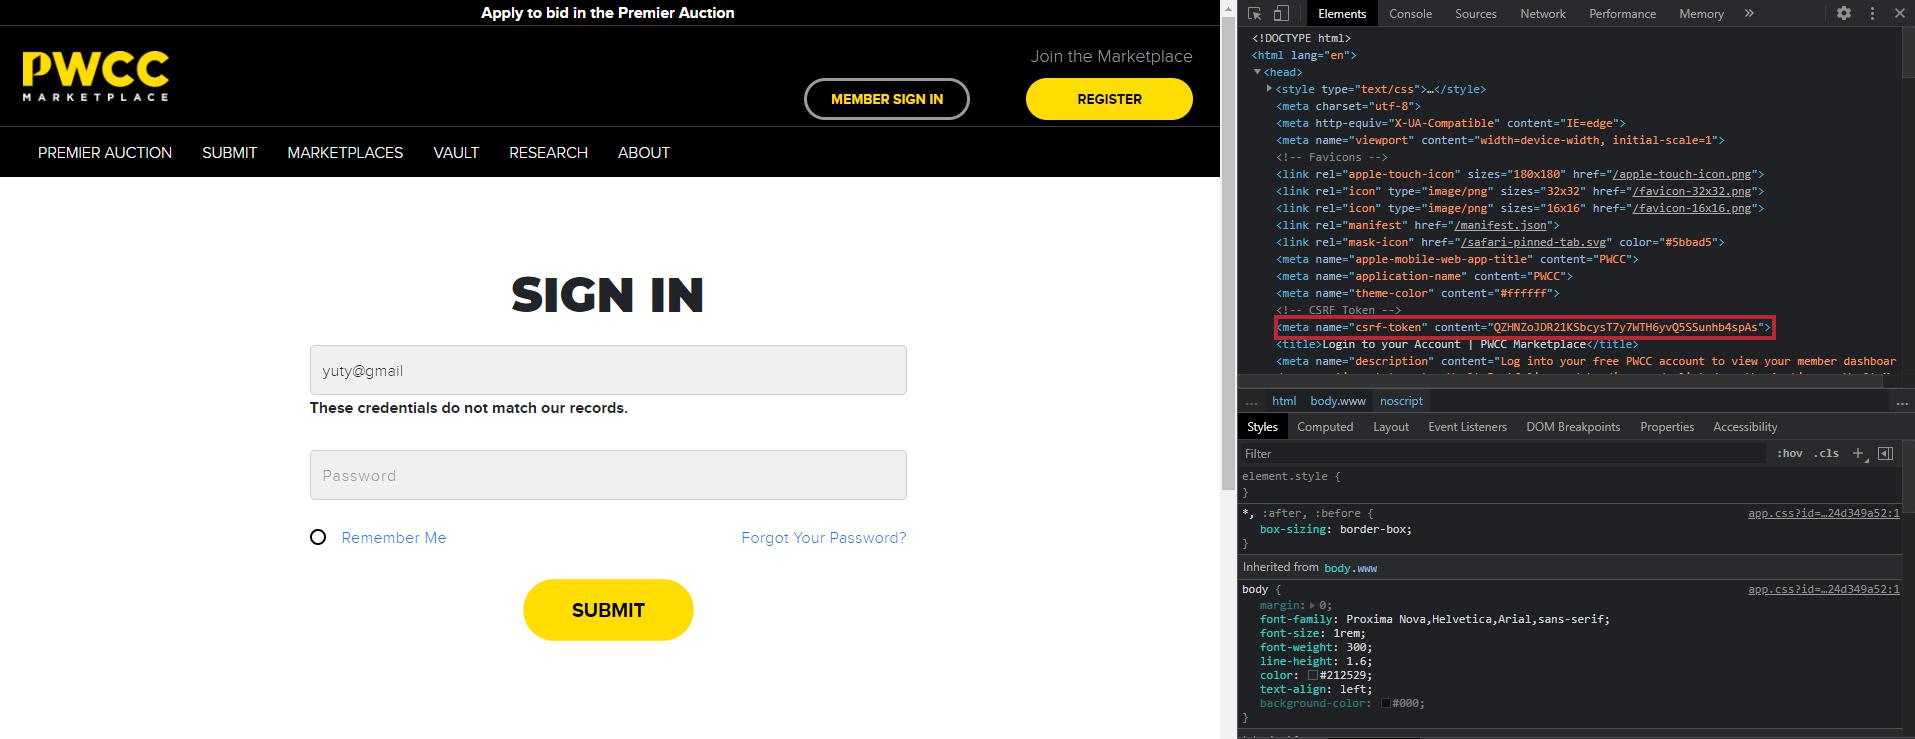 Apply to bid in the Premier Auction
PWCC
MARKETPLACE
Join the Marketplace
MEMBER SIGN IN
REGISTER
PREMIER AUCTION SUBMIT MARKETPLACES VAULT RESEARCH ABOUT
SIGN IN
yuty@gmail
These credentials do not match our records.
Password
Remember Me
Forgot Your Password?
SUBMIT
Elements Console Sources Network Performance Memory »
<!DOCTYPE html>
<html lang="en">
<head>
<style type="text/css">…</style>
<meta charset="utf-8">
<meta http-equiv="X-UA-Compatible" content="IE=edge">
<meta name="viewport" content="width=device-width, initial-scale=1">
<!-- Favicons -->
<link rel="apple-touch-icon" sizes="180x180" href="/apple-touch-icon.png">
<link rel="icon" type="image/png" sizes="32x32" href="/favicon-32x32.png">
<link rel="icon" type="image/png" sizes="16x16" href="/favicon-16x16.png">
<link rel="manifest" href="/manifest.json">
<link rel="mask-icon" href="/safari-pinned-tab.svg" color="#5bbad5">
<meta name="apple-mobile-web-app-title" content="PWCC">
<meta name="application-name" content="PWCC">
<meta name="theme-color" content="#ffffff">
<!-- CSRF Token -->
<meta name="csrf-token" content="QZHNZoJDR21KSbcysT7y7WTH6yvQ5SSunhb4spAs">
<title>Login to your Account | PWCC Marketplace</title>
<meta name="description" content="Log into your free PWCC account to view your member dashboar
… html body.www noscript …
Styles Computed Layout Event Listeners DOM Breakpoints Properties Accessibility
Filter :hov .cls +
element.style {
}
*, :after, :before { app.css?id=…24d349a52:1
box-sizing: border-box;
}
Inherited from body.www
body { app.css?id=…24d349a52:1
margin: 0;
font-family: Proxima Nova,Helvetica,Arial,sans-serif;
font-size: 1rem;
font-weight: 300;
line-height: 1.6;
color: #212529;
text-align: left;
background-color: #000;
}